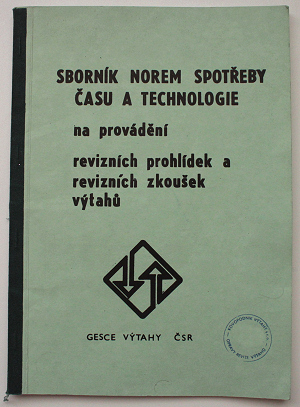 SBORNÍK NOREM SPOTŘEBY
ČASU A TECHNOLOGIE
na provádění
revizních prohlídek a
revizních zkoušek
výtahů
GESCE VÝTAHY ČSR